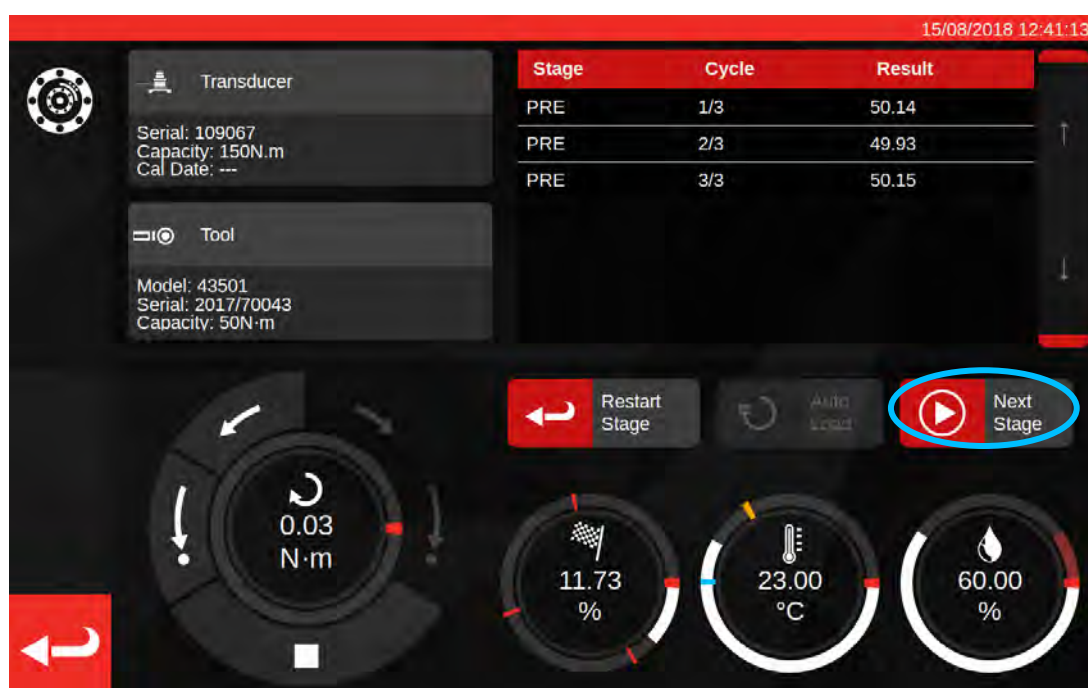 15/08/2018 12:41:13
Transducer
Serial: 109067
Capacity: 150N.m
Cal Date: ---
Tool
Model: 43501
Serial: 2017/70043
Capacity: 50N·m
Stage Cycle Result
PRE 1/3 50.14
PRE 2/3 49.93
PRE 3/3 50.15
Restart
Stage
Auto
Load
Next
Stage
0.03
N·m
11.73
%
23.00
°C
60.00
%